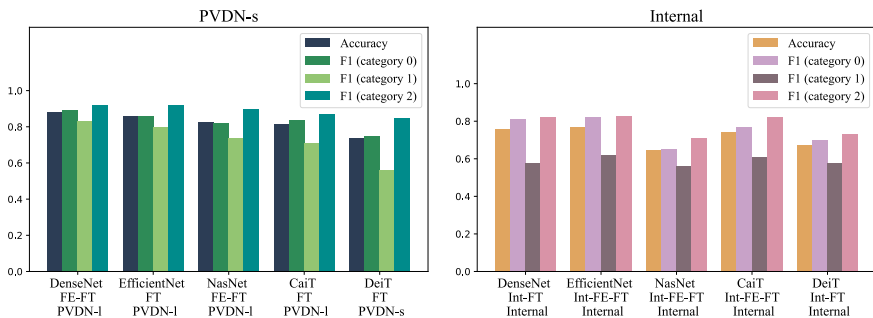 PVDN-s
Accuracy
F1 (category 0)
F1 (category 1)
F1 (category 2)
1.0
0.8
0.6
0.4
0.2
0.0
DenseNet
FE-FT
PVDN-l
EfficientNet
FT
PVDN-l
NasNet
FE-FT
PVDN-l
CaiT
FT
PVDN-l
DeiT
FT
PVDN-s
Internal
Accuracy
F1 (category 0)
F1 (category 1)
F1 (category 2)
1.0
0.8
0.6
0.4
0.2
0.0
DenseNet
Int-FT
Internal
EfficientNet
Int-FE-FT
Internal
NasNet
Int-FE-FT
Internal
CaiT
Int-FE-FT
Internal
DeiT
Int-FT
Internal